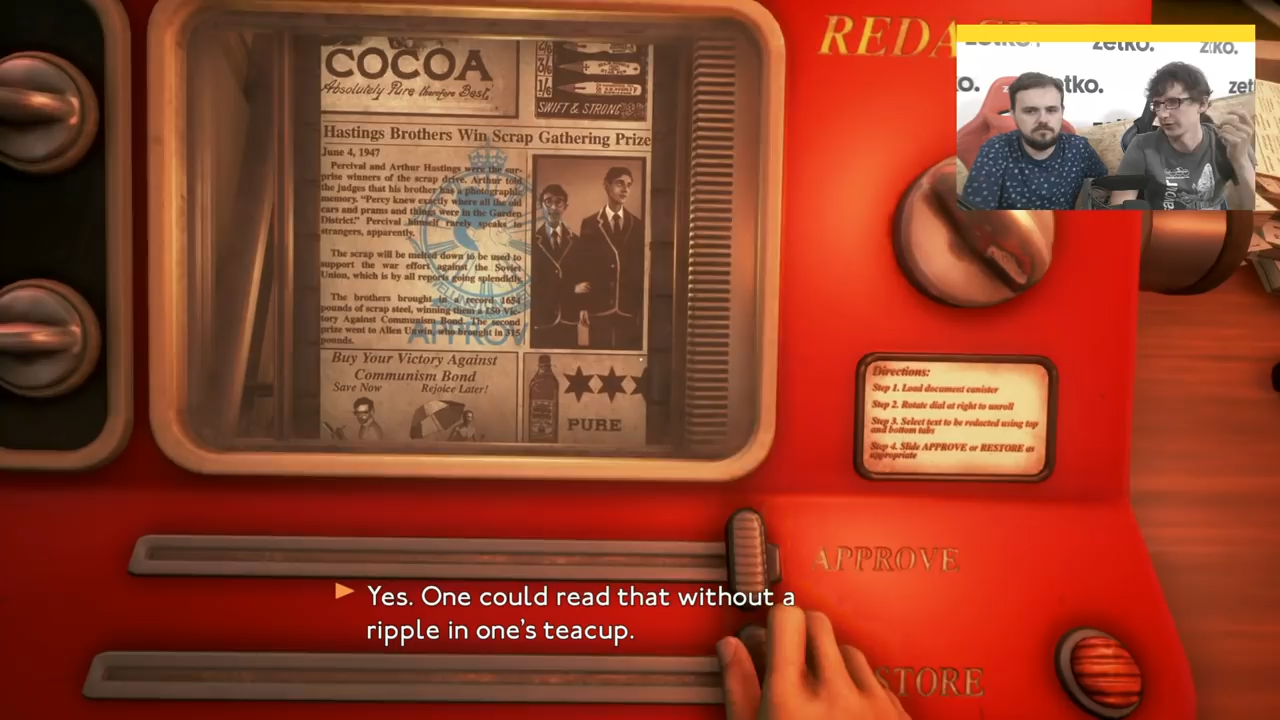 COCOA
Absolutely Pure therefore Best.
SWIFT & STRONG
Hastings Brothers Win Scrap Gathering Prize
June 4, 1947
Percival and Arthur Hastings were the sur-
prise winners of the scrap drive. Arthur told
the judges that his brother has a photographic
memory. "Percy knew exactly where all the old
cars and prams and things were in the Garden
District." Percival himself rarely speaks to
strangers, apparently.
The scrap will be melted down to be used to
support the war effort against the Soviet
Union, which is by all reports going splendidly.
The brothers brought in a record 1684
pounds of scrap steel, winning them a £50 Vic-
tory Against Communism Bond. The second
prize went to Allen Unwin, who brought in 315
pounds.
APPROV
Buy Your Victory Against
Communism Bond
Save Now
Rejoice Later!
PURE
REDA
zetko.
zetko.
Directions:
Step 1. Load document canister
Step 2. Rotate dial at right to unroll
Step 3. Select text to be redacted using top
and bottom tabs
Step 4. Slide APPROVE or RESTORE as
appropriate
APPROVE
Yes. One could read that without a
ripple in one's teacup.
STORE